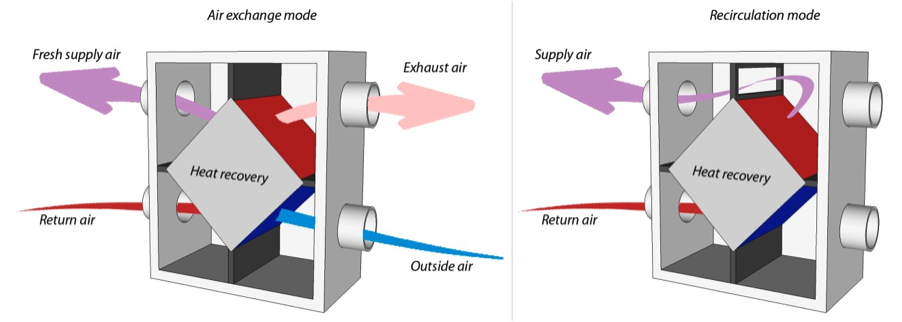 Air exchange mode
Fresh supply air
Exhaust air
Heat recovery
Return air
Outside air
Recirculation mode
Supply air
Heat recovery
Return air